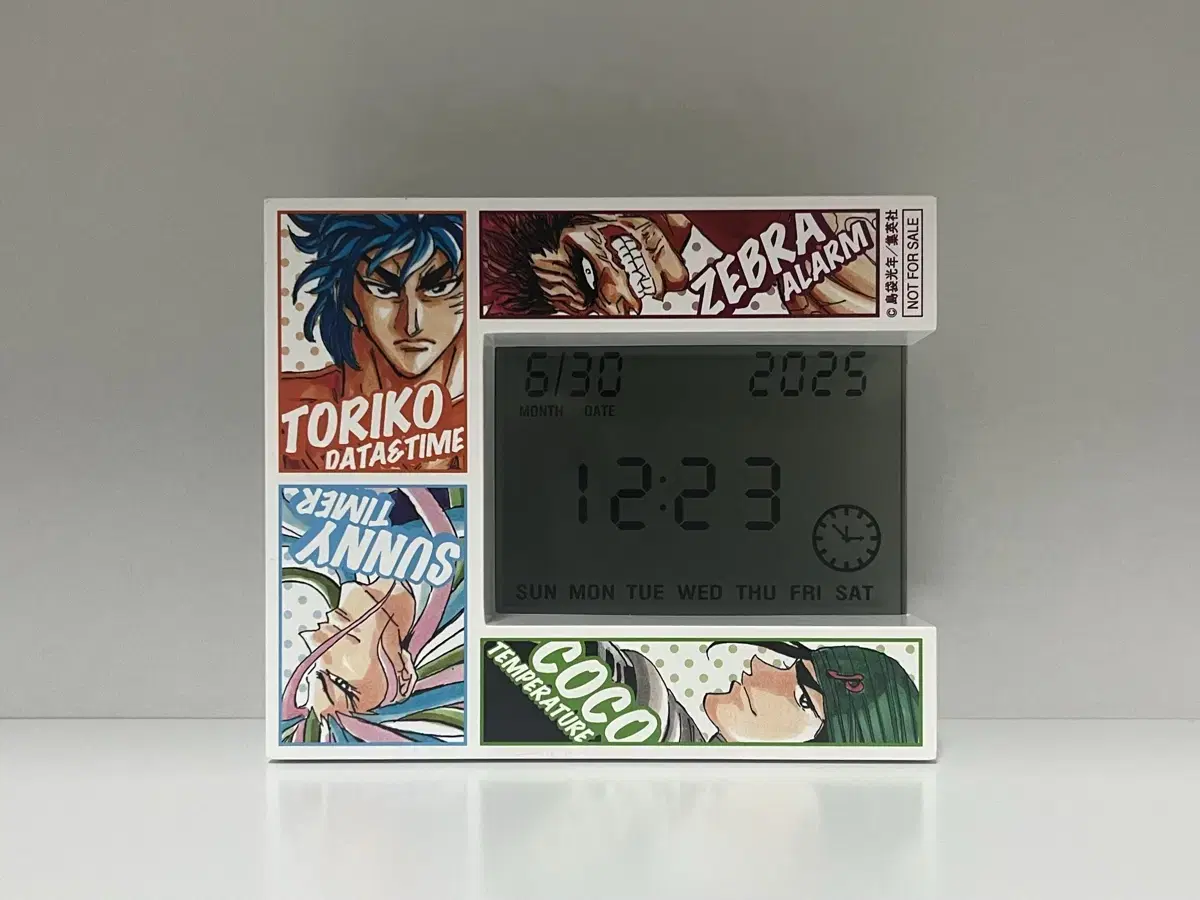 TORIKO
DATA&TIME
ZEBRA
ALARM
© 島袋光年／集英社
NOT FOR SALE
6/30 2025
MONTH DATE
12:23
SUN MON TUE WED THU FRI SAT
SUNNY
TIMER
COCO
TEMPERATURE